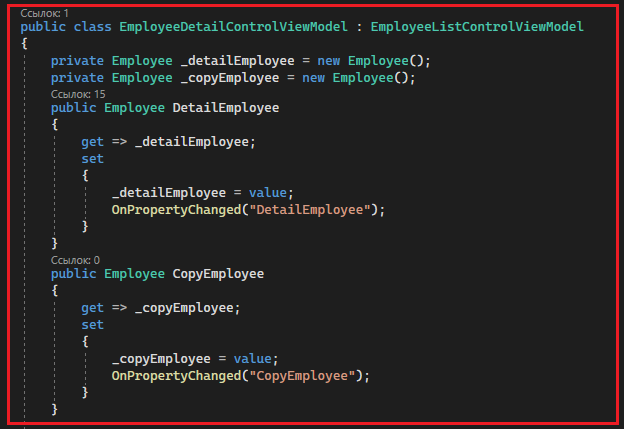 Ссылок: 1
public class EmployeeDetailControlViewModel : EmployeeListControlViewModel
{
    private Employee _detailEmployee = new Employee();
    private Employee _copyEmployee = new Employee();
    Ссылок: 15
    public Employee DetailEmployee
    {
        get => _detailEmployee;
        set
        {
            _detailEmployee = value;
            OnPropertyChanged("DetailEmployee");
        }
    }
    Ссылок: 0
    public Employee CopyEmployee
    {
        get => _copyEmployee;
        set
        {
            _copyEmployee = value;
            OnPropertyChanged("CopyEmployee");
        }
    }